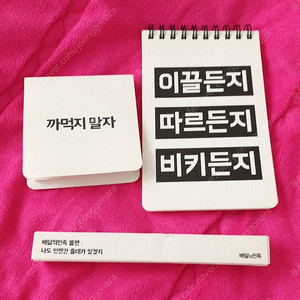 까먹지 말자
이끌든지
따르든지
비키든지
배달의민족 볼펜
나도 언젠간 쓸데가 있겠지
배달의민족